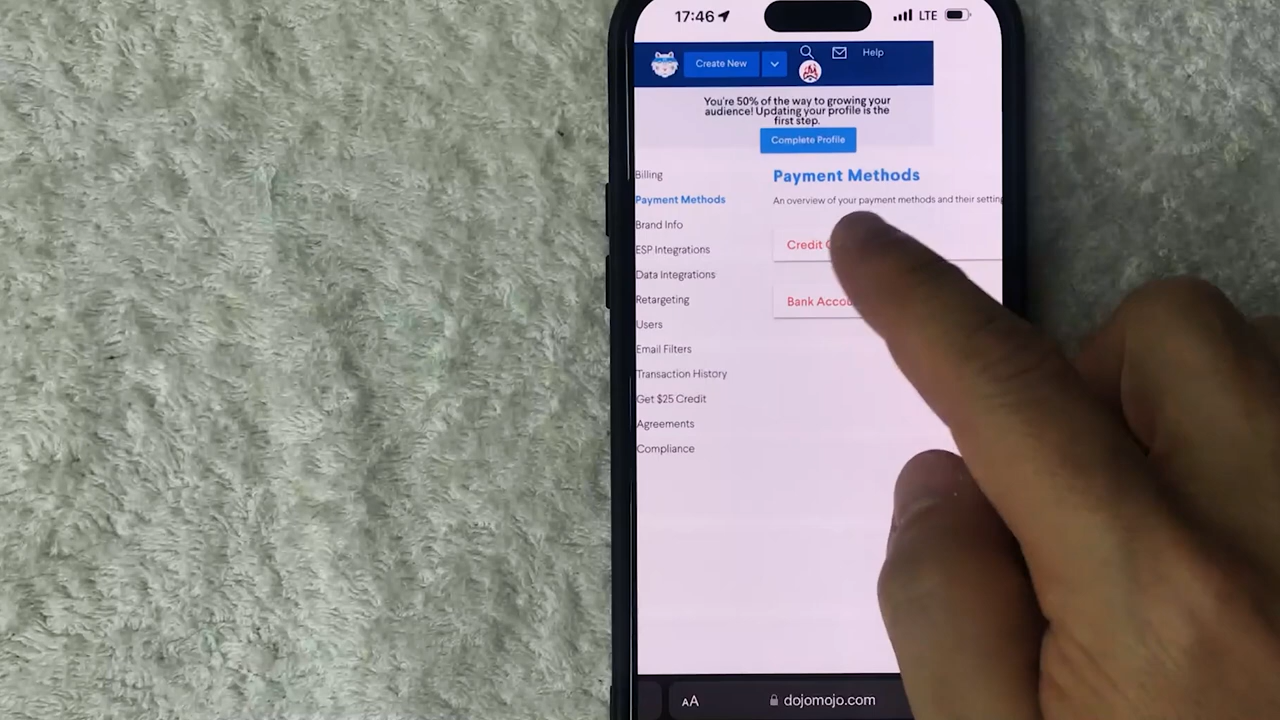 17:46
LTE
Create New
Help
You're 50% of the way to growing your
audience! Updating your profile is the
first step.
Complete Profile
Billing
Payment Methods
Brand Info
ESP Integrations
Data Integrations
Retargeting
Users
Email Filters
Transaction History
Get $25 Credit
Agreements
Compliance
Payment Methods
An overview of your payment methods and their
Credit
Bank
AA
dojomojo.com